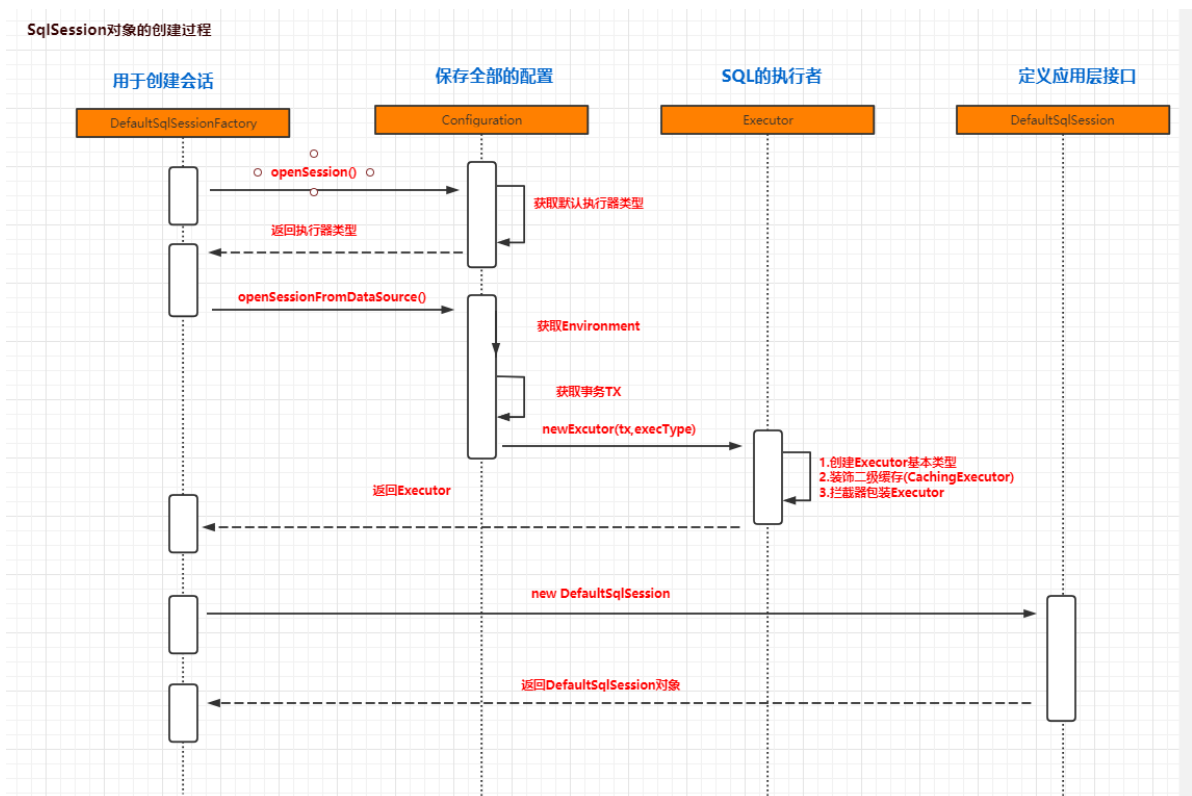 SqlSession对象的创建过程
用于创建会话
保存全部的配置
SQL的执行者
定义应用层接口
DefaultSqlSessionFactory
Configuration
Executor
DefaultSqlSession
openSession()
获取默认执行器类型
返回执行器类型
openSessionFromDataSource()
获取Environment
获取事务TX
newExcutor(tx,execType)
1.创建Executor基本类型
2.装饰二级缓存(CachingExecutor)
3.拦截器包装Executor
返回Executor
new DefaultSqlSession
返回DefaultSqlSession对象